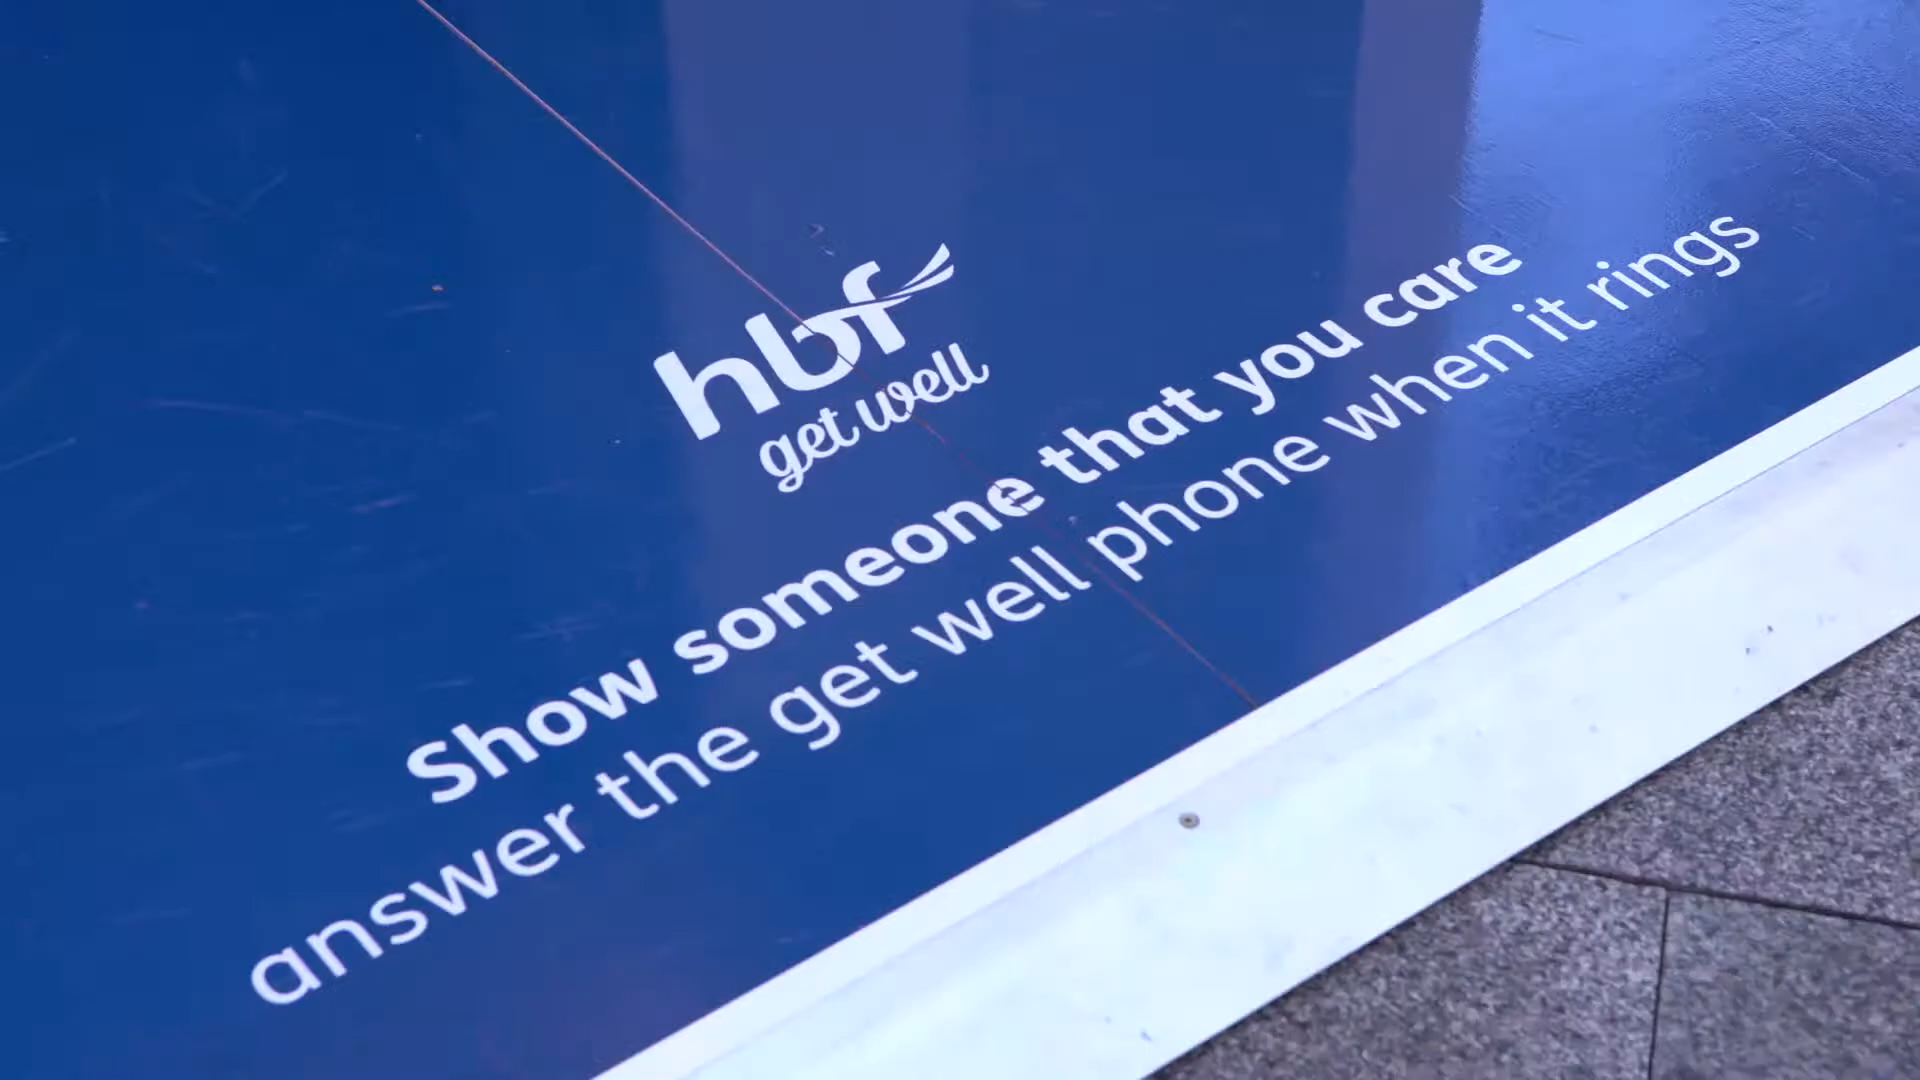 hbf
get well
Show someone that you care
answer the get well phone when it rings